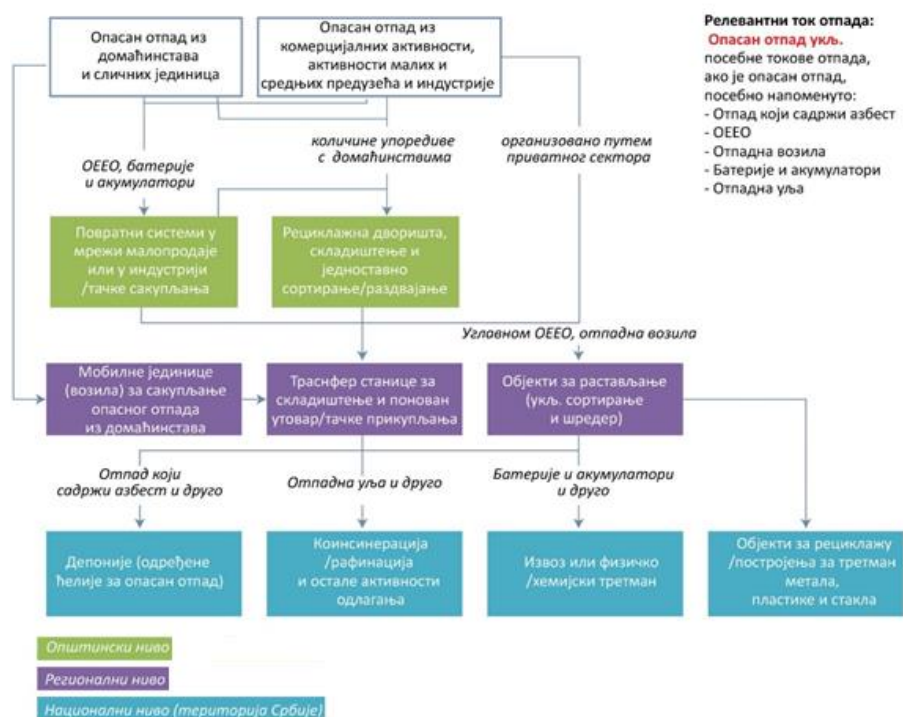 Опасан отпад из
домаћинстава
и сличних јединица
Опасан отпад из
комерцијалних активности,
активности малих и
средњих предузећа и индустрије
Релевантни ток отпада:
Опасан отпад укљ.
посебне токове отпада,
ако је опасан отпад,
посебно напоменуто:
- Отпад који садржи азбест
- ОЕЕО
- Отпадна возила
- Батерије и акумулатори
- Отпадна уља
ОЕЕО, батерије
и акумулатори
количине упоредиве
с домаћинствима
организовано путем
приватног сектора
Повратни системи у
мрежи малопродаје
или у индустрији
/тачке сакупљања
Рециклажна дворишта,
складиштење и
једноставно
сортирање/раздвајање
Углавном ОЕЕО, отпадна возила
Мобилне јединице
(возила) за сакупљање
опасног отпада
из домаћинстава
Траснфер станице за
складиштење и понован
утовар/тачке прикупљања
Објекти за растављање
(укљ. сортирање
и шредер)
Отпад који
садржи азбест и друго
Отпадна уља и друго
Батерије и акумулатори
и друго
Депоније (одређене
ћелије за опасан отпад)
Коинсинерација
/рафинација
и остале активности
одлагања
Извоз или физичко
/хемијски третман
Објекти за рециклажу
/постројења за третман
метала,
пластике и стакла
Општински ниво
Регионални ниво
Национални ниво (територија Србије)